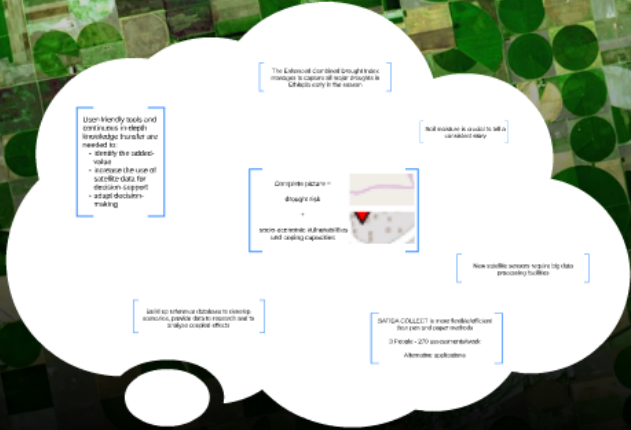 The Enhanced Combined Drought Index
manages to capture all major droughts in
Ethiopia early in the season
User-friendly tools and
continuous in-depth
knowledge transfer are
needed to:
- identify the added-
value
- increase the use of
satellite data for
decision-support
- adapt decision-
making
Soil moisture is crucial to tell a
consistent story
Complete picture =
drought risk
+
socio-economic vulnerabilities
and coping capacities
New satellite sensors require big data
processing facilities
Build up reference database to develop
scenarios, provide data to research and to
analyse coupled effects
SATIDA COLLECT is more flexible/efficient
than pen and paper methods
3 People - 270 assessments/week
Alternative applications